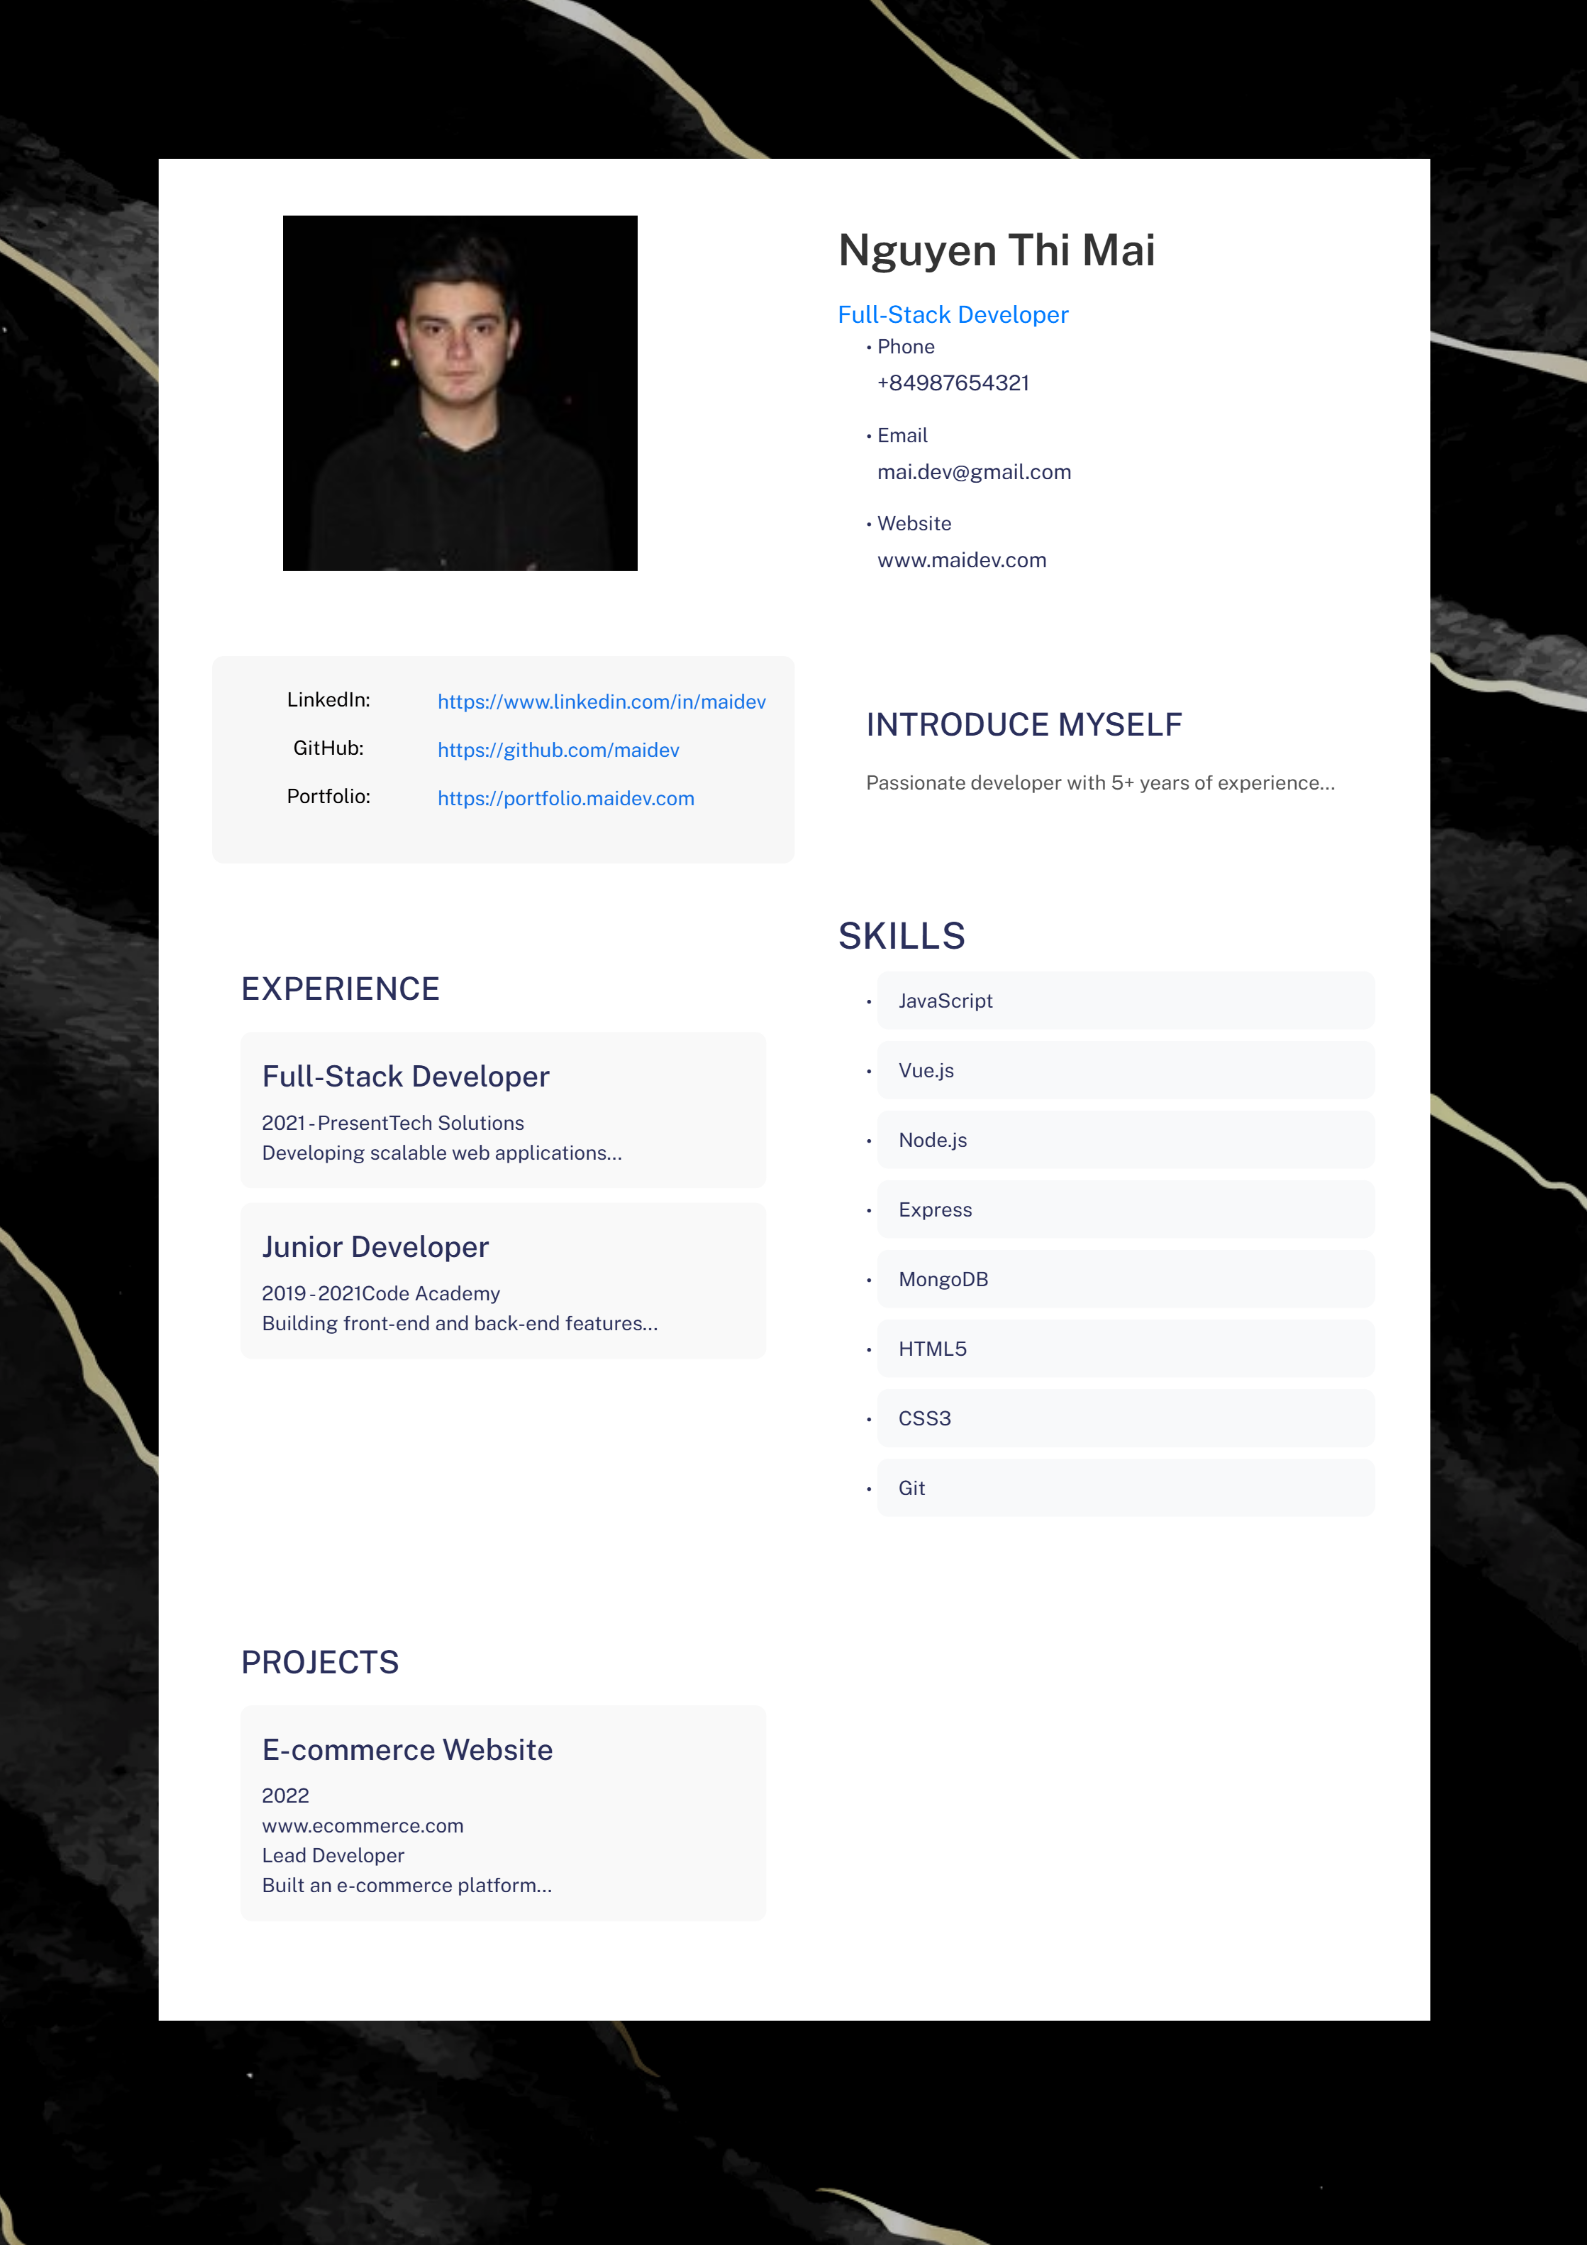 Nguyen Thi Mai
Full-Stack Developer
• Phone
+84987654321
• Email
mai.dev@gmail.com
• Website
www.maidev.com
LinkedIn: https://www.linkedin.com/in/maidev
GitHub: https://github.com/maidev
Portfolio: https://portfolio.maidev.com
INTRODUCE MYSELF
Passionate developer with 5+ years of experience...
EXPERIENCE
Full-Stack Developer
2021 - PresentTech Solutions
Developing scalable web applications...
Junior Developer
2019 - 2021Code Academy
Building front-end and back-end features...
SKILLS
• JavaScript
• Vue.js
• Node.js
• Express
• MongoDB
• HTML5
• CSS3
• Git
PROJECTS
E-commerce Website
2022
www.ecommerce.com
Lead Developer
Built an e-commerce platform...